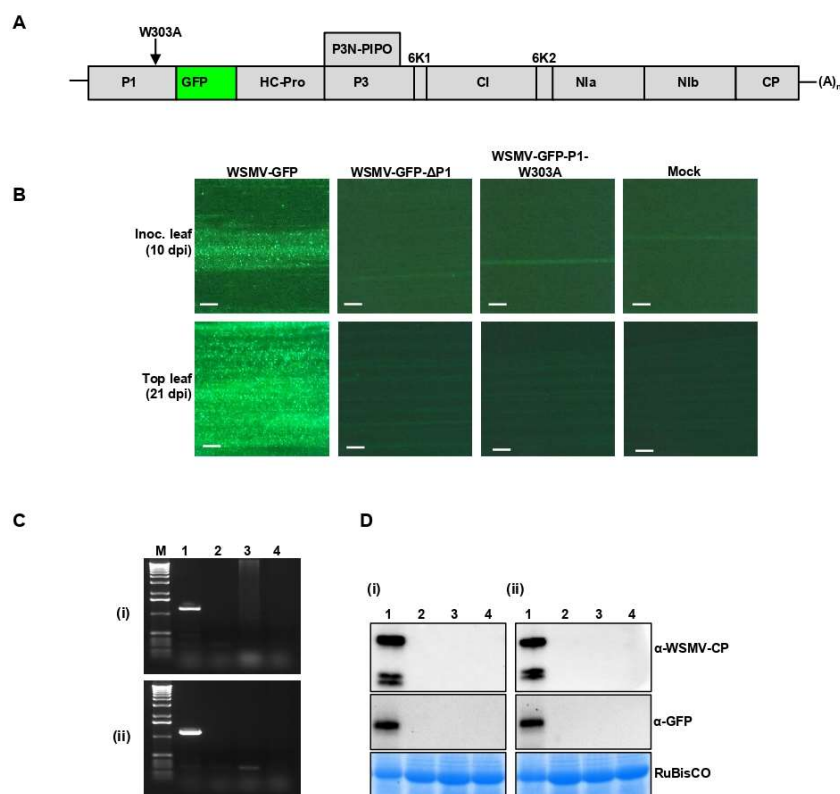 A
W303A
P3N-PIPO
6K1
6K2
P1
GFP
HC-Pro
P3
CI
NIa
NIb
CP
(A)n
B
WSMV-GFP
WSMV-GFP-ΔP1
WSMV-GFP-P1-
W303A
Mock
Inoc. leaf
(10 dpi)
Top leaf
(21 dpi)
C
M 1 2 3 4
(i)
(ii)
D
(i)
1 2 3 4
(ii)
1 2 3 4
α-WSMV-CP
α-GFP
RuBisCO